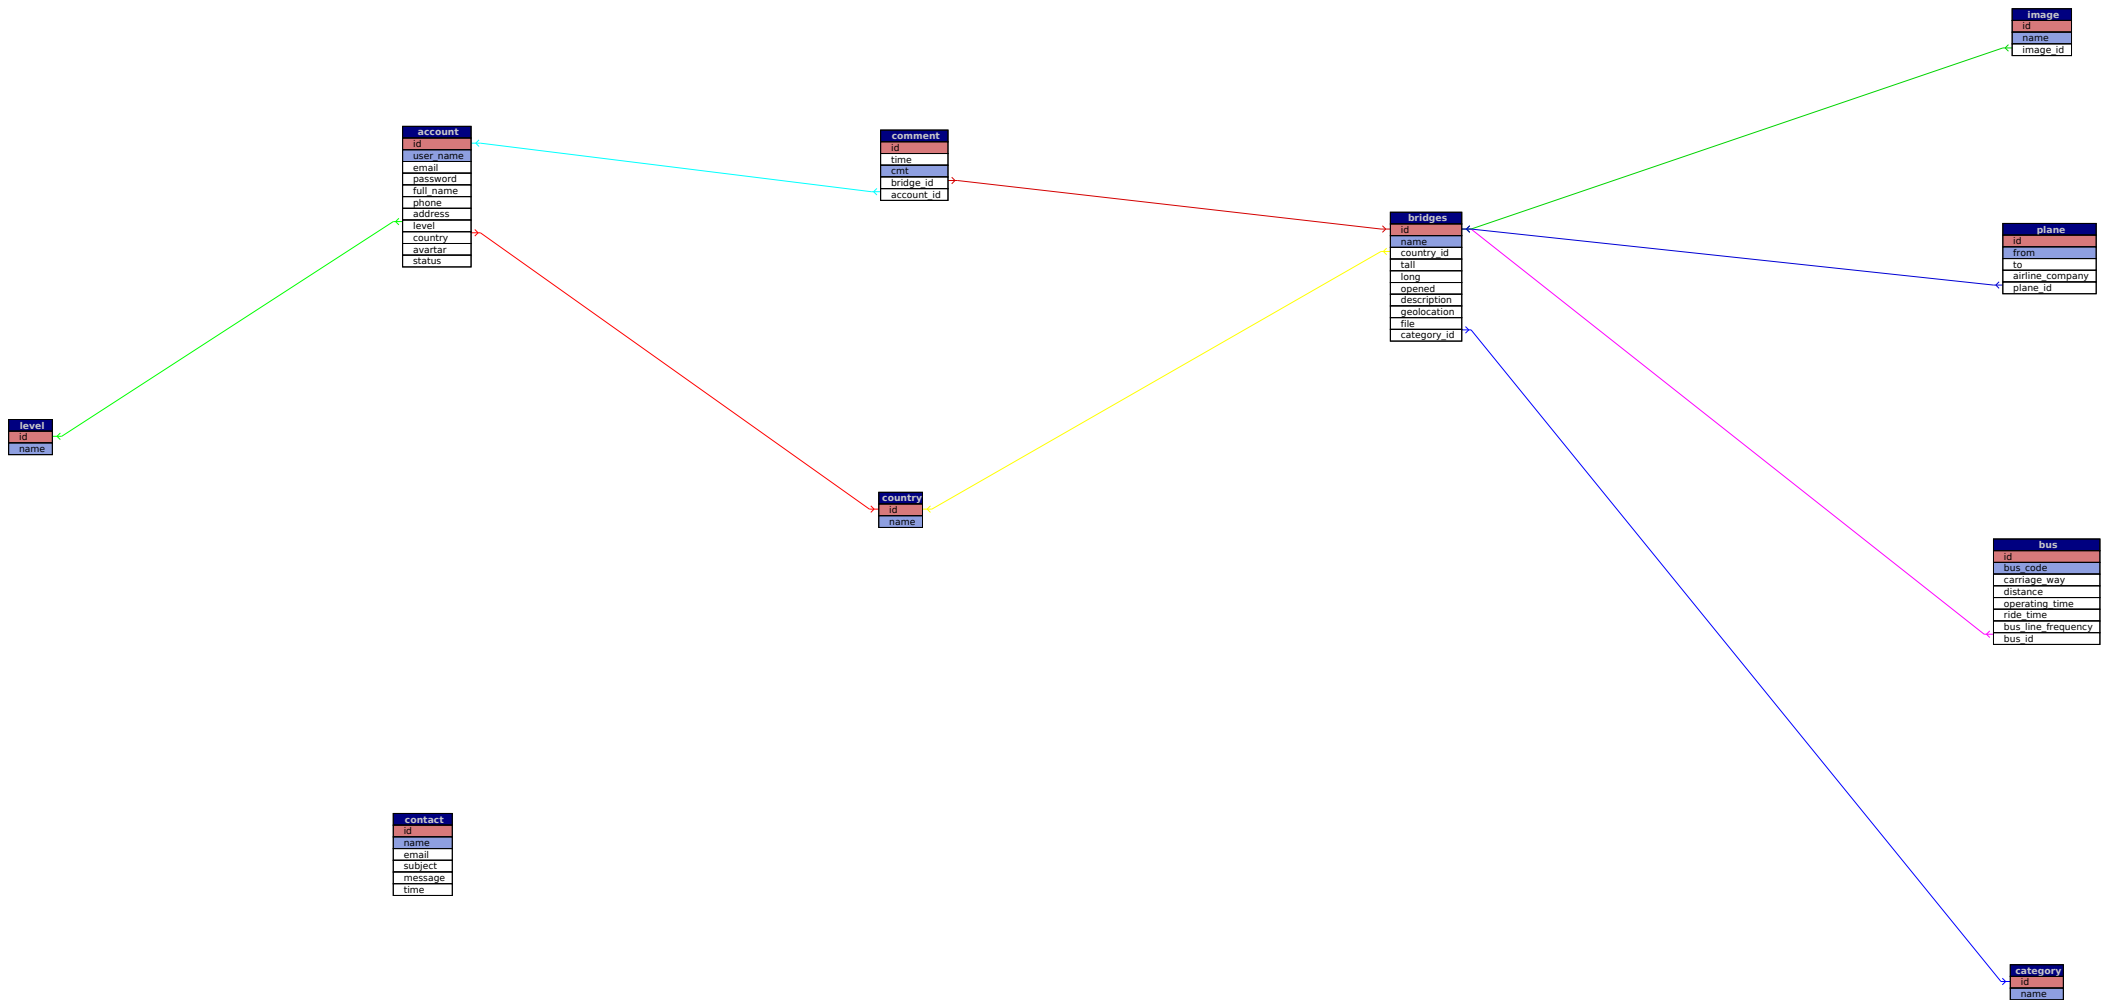 image
id
name
image_id
account
id
user_name
email
password
full_name
phone
address
level
country
avartar
status
comment
id
time
cmt
bridge_id
account_id
bridges
id
name
country_id
tall
long
opened
description
geolocation
file
category_id
plane
id
from
to
airline_company
plane_id
level
id
name
country
id
name
bus
id
bus_code
carriage_way
distance
operating_time
ride_time
bus_line_frequency
bus_id
contact
id
name
email
subject
message
time
category
id
name